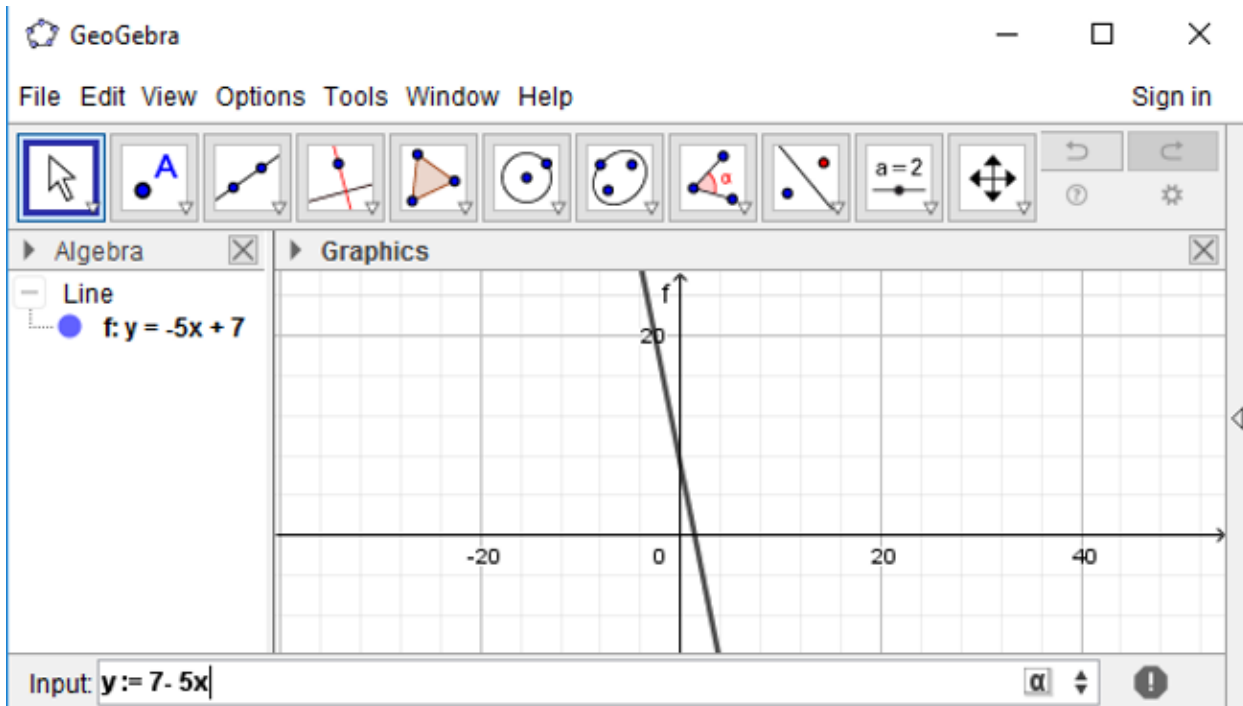 GeoGebra
File Edit View Options Tools Window Help Sign in
A α a = 2
Algebra Graphics
Line
f: y = -5x + 7
f
20
-20 0 20 40
Input: y := 7- 5x α